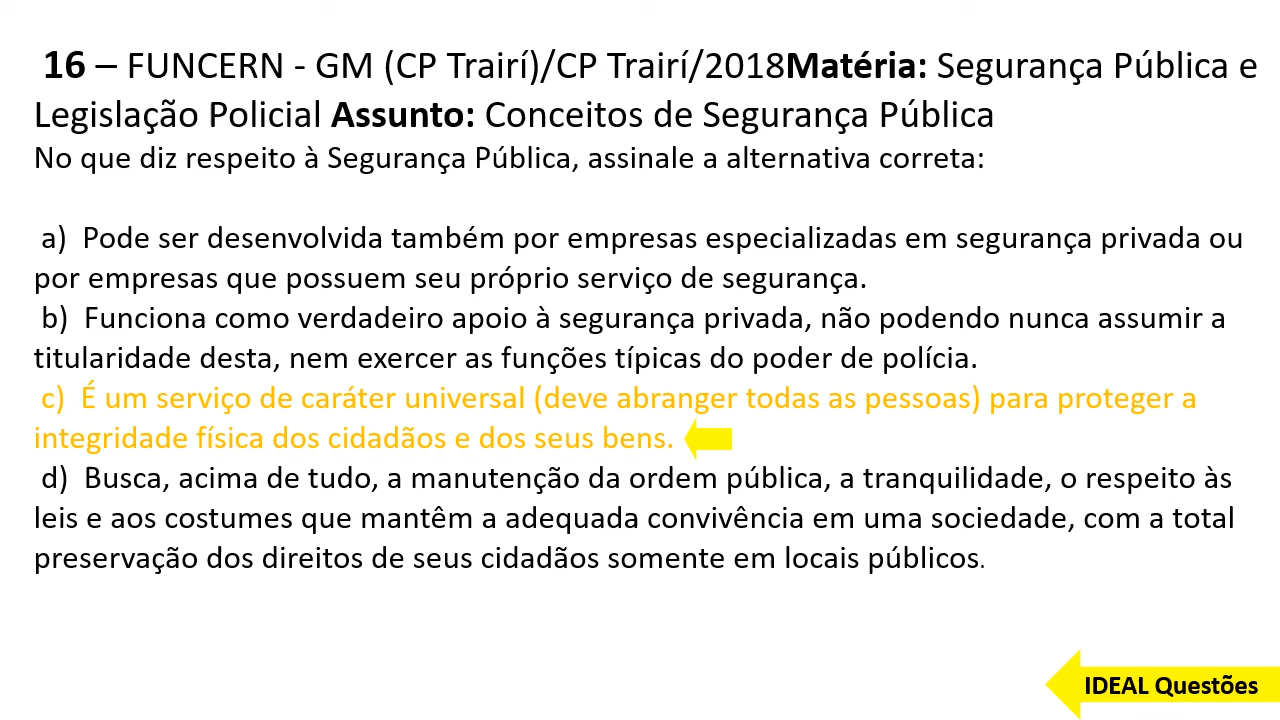 16 – FUNCERN - GM (CP Trairí)/CP Trairí/2018Matéria: Segurança Pública e
Legislação Policial Assunto: Conceitos de Segurança Pública
No que diz respeito à Segurança Pública, assinale a alternativa correta:
a) Pode ser desenvolvida também por empresas especializadas em segurança privada ou
por empresas que possuem seu próprio serviço de segurança.
b) Funciona como verdadeiro apoio à segurança privada, não podendo nunca assumir a
titularidade desta, nem exercer as funções típicas do poder de polícia.
c) É um serviço de caráter universal (deve abranger todas as pessoas) para proteger a
integridade física dos cidadãos e dos seus bens.
d) Busca, acima de tudo, a manutenção da ordem pública, a tranquilidade, o respeito às
leis e aos costumes que mantêm a adequada convivência em uma sociedade, com a total
preservação dos direitos de seus cidadãos somente em locais públicos.
IDEAL Questões